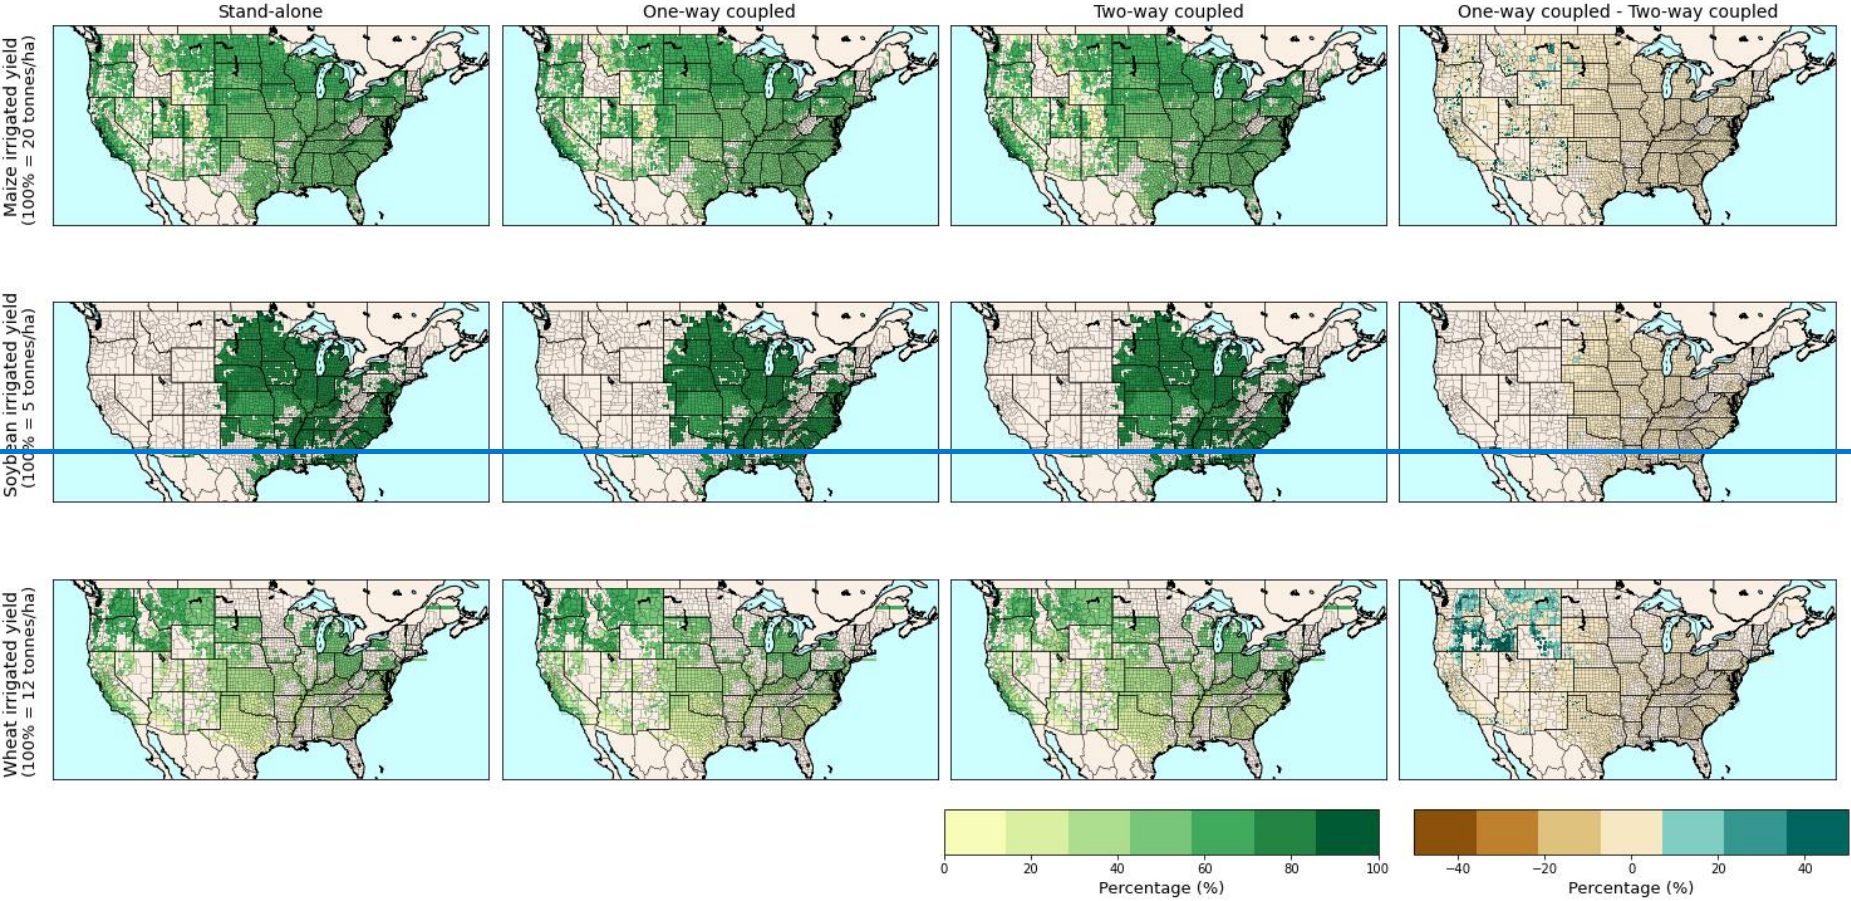 Stand-alone
One-way coupled
Two-way coupled
One-way coupled - Two-way coupled
Maize irrigated yield
(100% = 20 tonnes/ha)
Soybean irrigated yield
(100% = 5 tonnes/ha)
Wheat irrigated yield
(100% = 12 tonnes/ha)
0 20 40 60 80 100
Percentage (%)
−40 −20 0 20 40
Percentage (%)